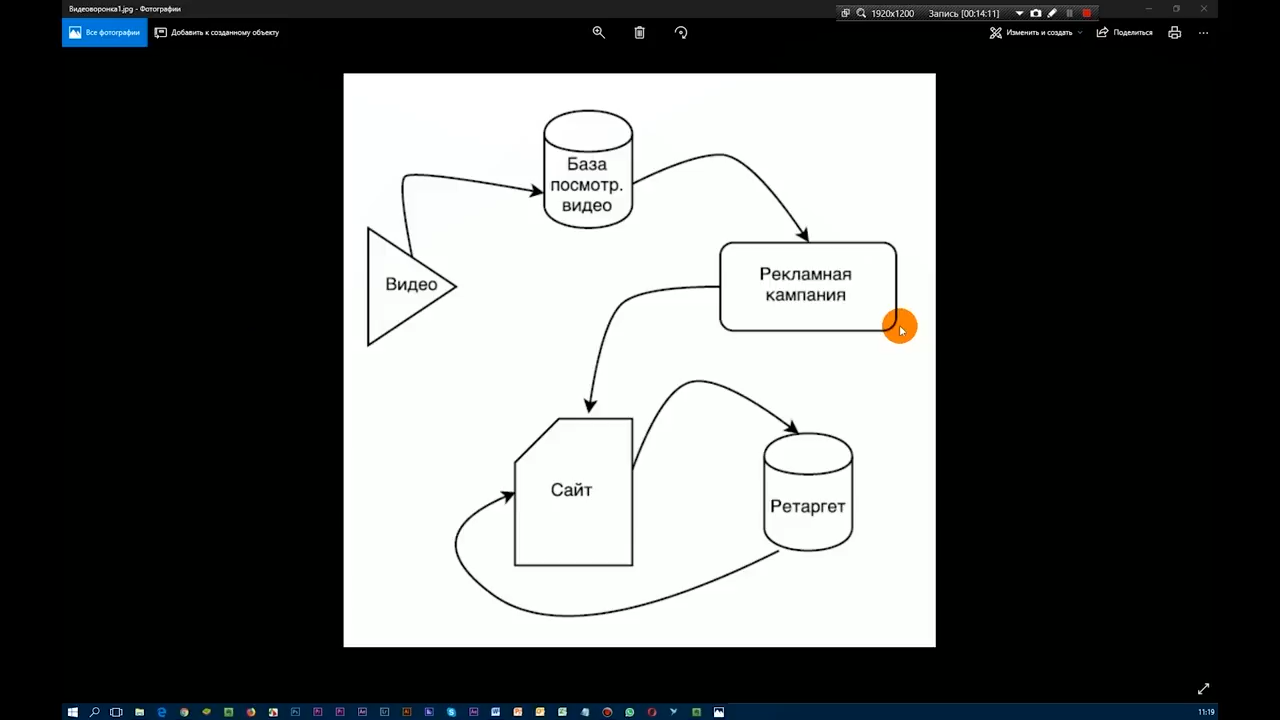 Видеоворонка1.jpg - Фотографии
1920x1200
Запись [00:14:11]
Все фотографии
Добавить к созданному объекту
Изменить и создать
Поделиться
База
посмотр.
видео
Видео
Рекламная
кампания
Сайт
Ретаргет
11:19